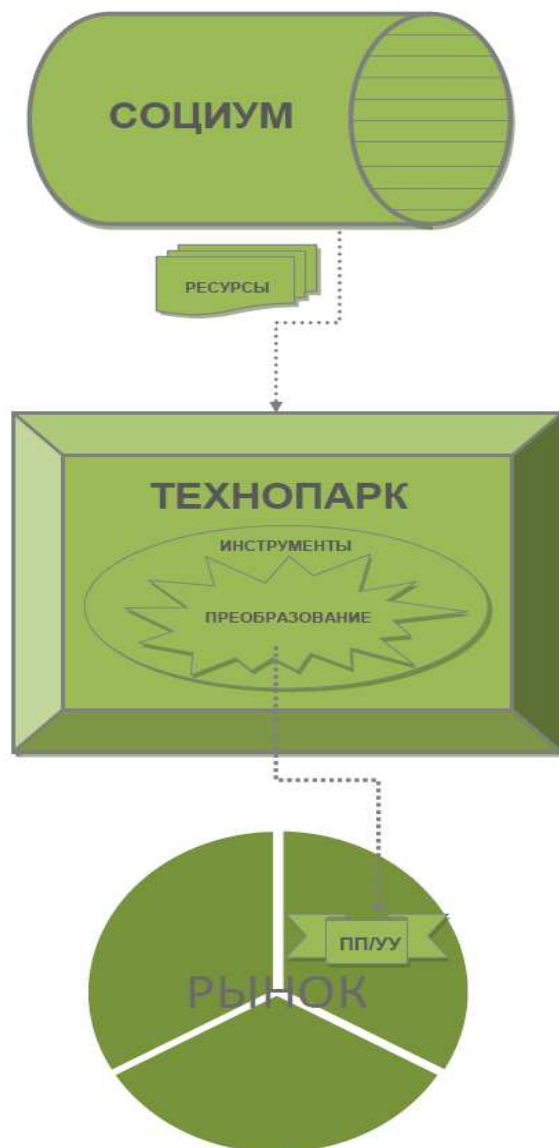 СОЦИУМ
РЕСУРСЫ
ТЕХНОПАРК
ИНСТРУМЕНТЫ
ПРЕОБРАЗОВАНИЕ
ПП/УУ
РЫНОК